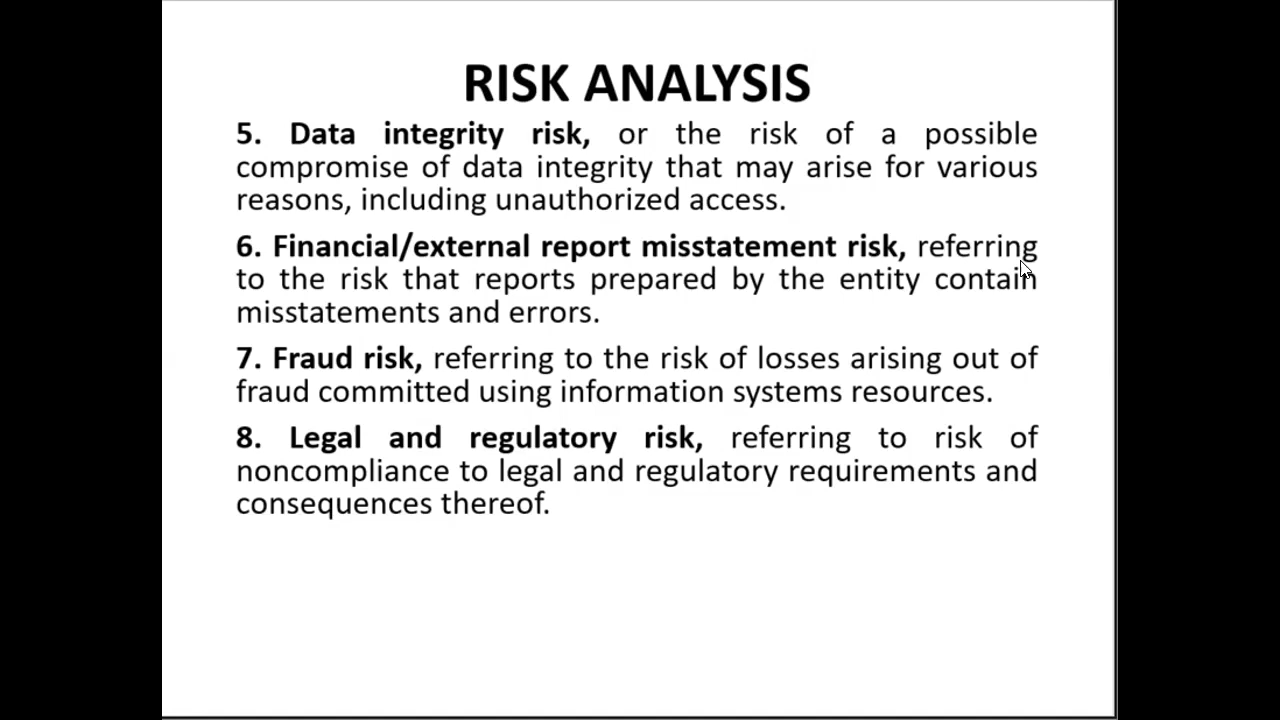 RISK ANALYSIS
5. Data integrity risk, or the risk of a possible
compromise of data integrity that may arise for various
reasons, including unauthorized access.
6. Financial/external report misstatement risk, referring
to the risk that reports prepared by the entity contain
misstatements and errors.
7. Fraud risk, referring to the risk of losses arising out of
fraud committed using information systems resources.
8. Legal and regulatory risk, referring to risk of
noncompliance to legal and regulatory requirements and
consequences thereof.